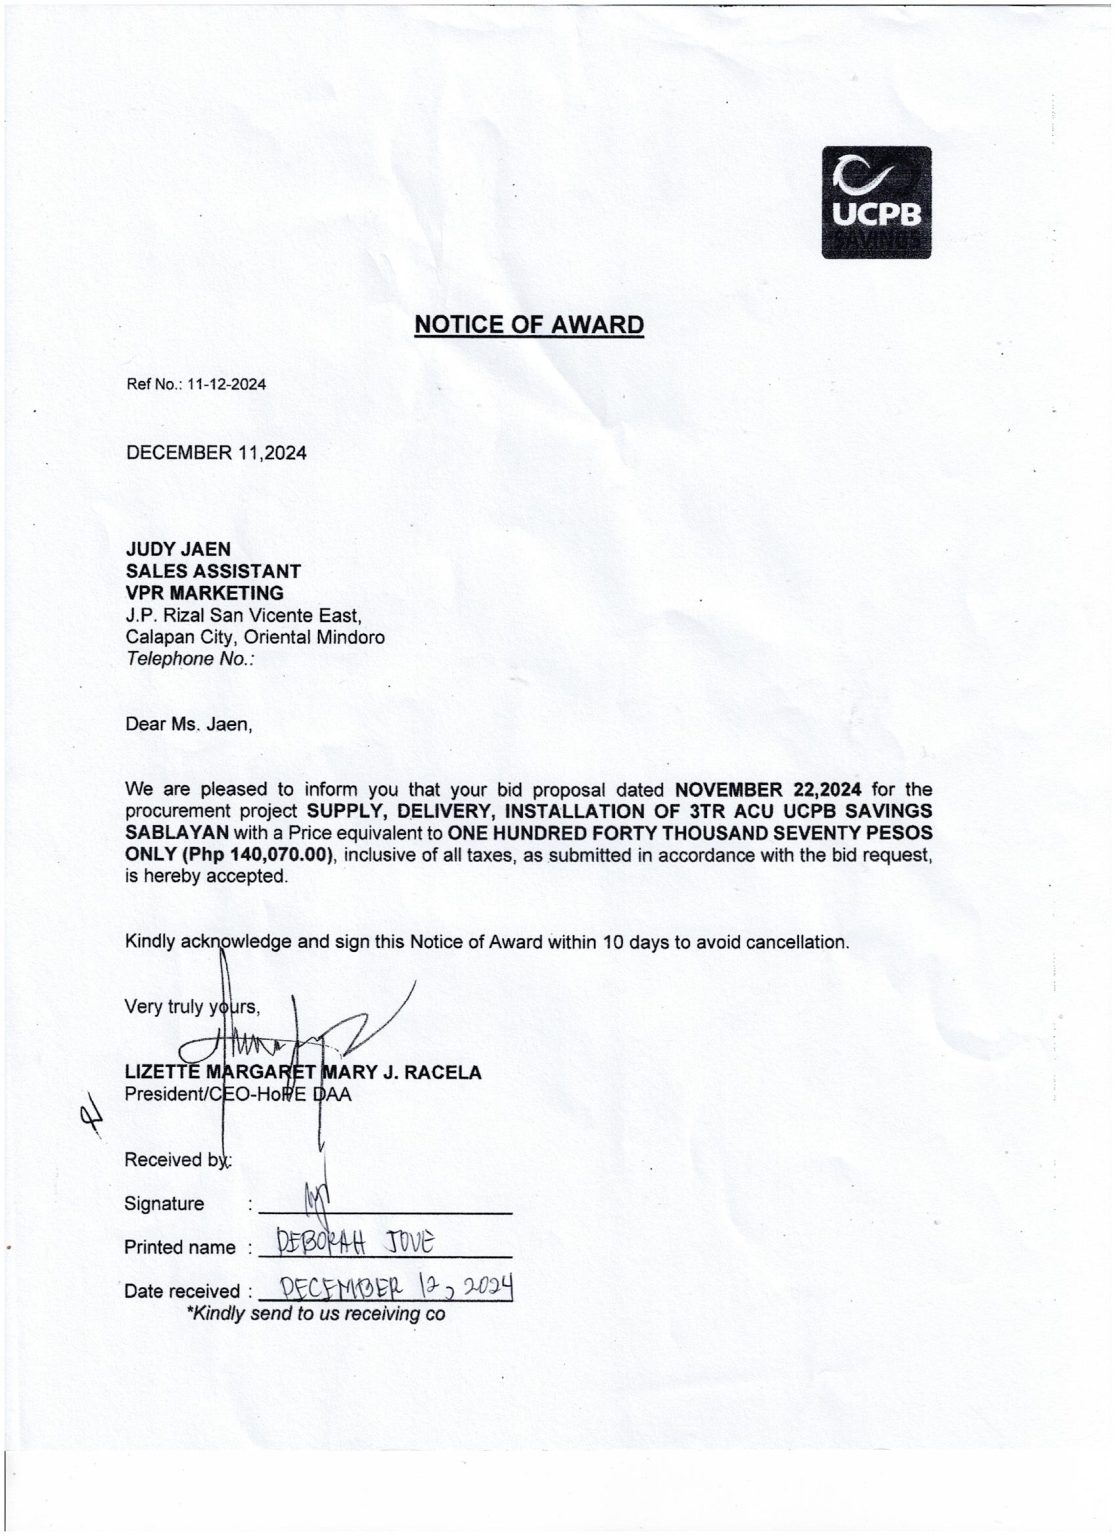 UCPB
SAVINGS
NOTICE OF AWARD
Ref No.: 11-12-2024
DECEMBER 11,2024
JUDY JAEN
SALES ASSISTANT
VPR MARKETING
J.P. Rizal San Vicente East,
Calapan City, Oriental Mindoro
Telephone No.:
Dear Ms. Jaen,
We are pleased to inform you that your bid proposal dated NOVEMBER 22,2024 for the
procurement project SUPPLY, DELIVERY, INSTALLATION OF 3TR ACU UCPB SAVINGS
SABLAYAN with a Price equivalent to ONE HUNDRED FORTY THOUSAND SEVENTY PESOS
ONLY (Php 140,070.00), inclusive of all taxes, as submitted in accordance with the bid request,
is hereby accepted.
Kindly acknowledge and sign this Notice of Award within 10 days to avoid cancellation.
Very truly yours,
LIZETTE MARGARET MARY J. RACELA
President/CEO-HoPE DAA
Received by:
Signature :
Printed name : DEBORAH JOVE
Date received : DECEMBER 12, 2024
*Kindly send to us receiving co